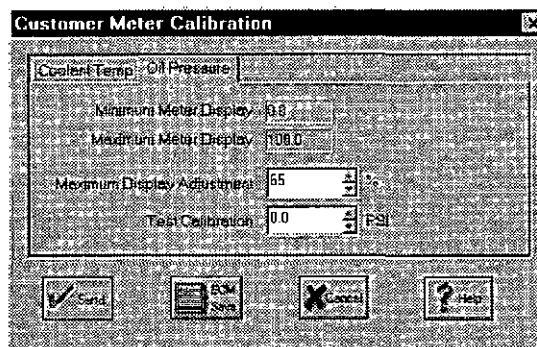 Customer Meter Calibration
Coolant Temp Oil Pressure
Minimum Meter Display 0.0
Maximum Meter Display 100.0
Maximum Display Adjustment 65 %
Test Calibration 0.0 PSI
Send
Cancel
Help